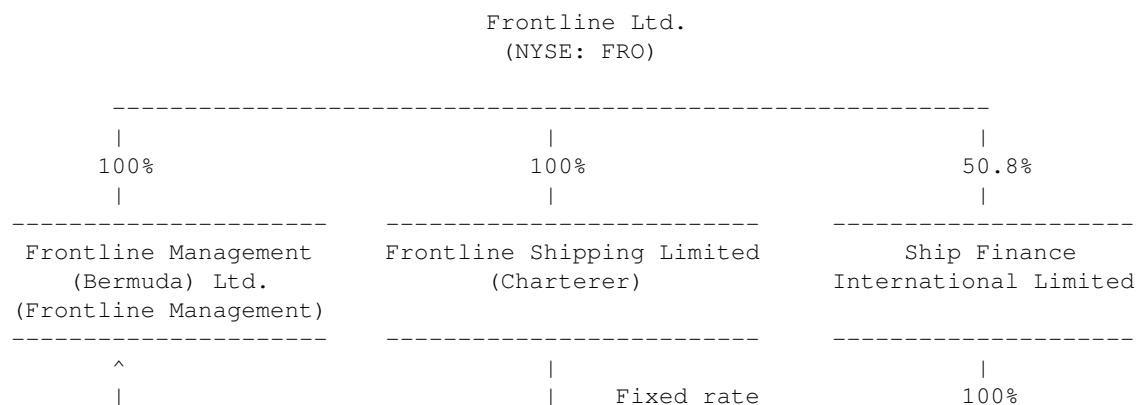 Frontline Ltd.
(NYSE: FRO)
-------------------------------------------------------------
| | |
100% 100% 50.8%
| | |
---------------------- -------------------------- ---------------------
Frontline Management Frontline Shipping Limited Ship Finance
(Bermuda) Ltd. (Charterer) International Limited
(Frontline Management)
---------------------- -------------------------- ---------------------
^ | |
| | Fixed rate 100%